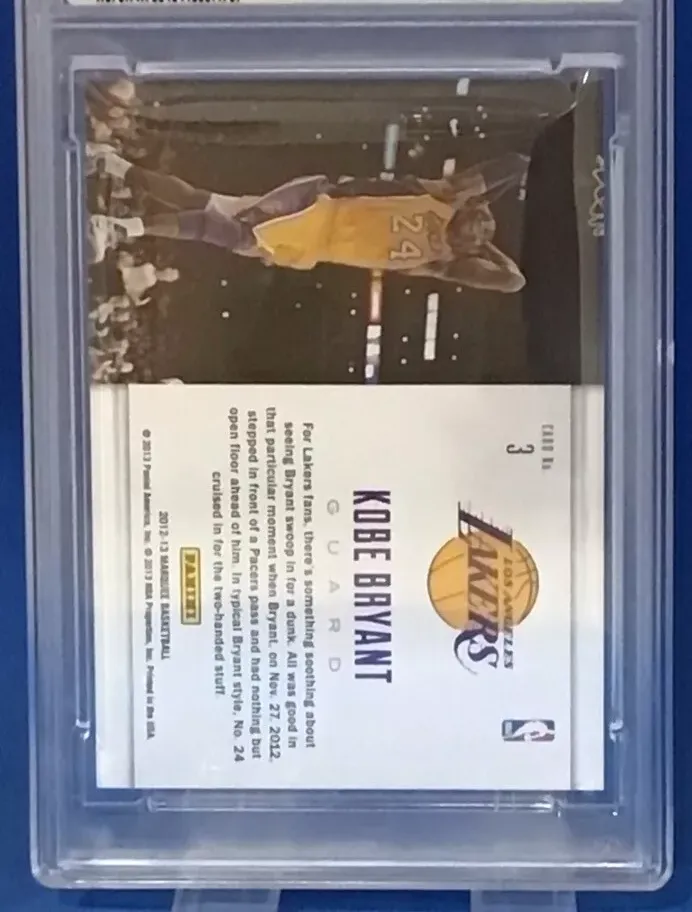 CARD No.
3
LOS ANGELES
LAKERS
KOBE BRYANT
GUARD
For Lakers fans, there's something soothing about
seeing Bryant swoop in for a dunk. All was good in
that particular moment when Bryant, on Nov. 27, 2012,
stepped in front of a Pacers pass and had nothing but
open floor ahead of him. In typical Bryant style, No. 24
cruised in for the two-handed stuff.
PANINI
2012-13 MARQUEE BASKETBALL
© 2013 Panini America, Inc. © 2013 NBA Properties, Inc. Printed in the USA.
24